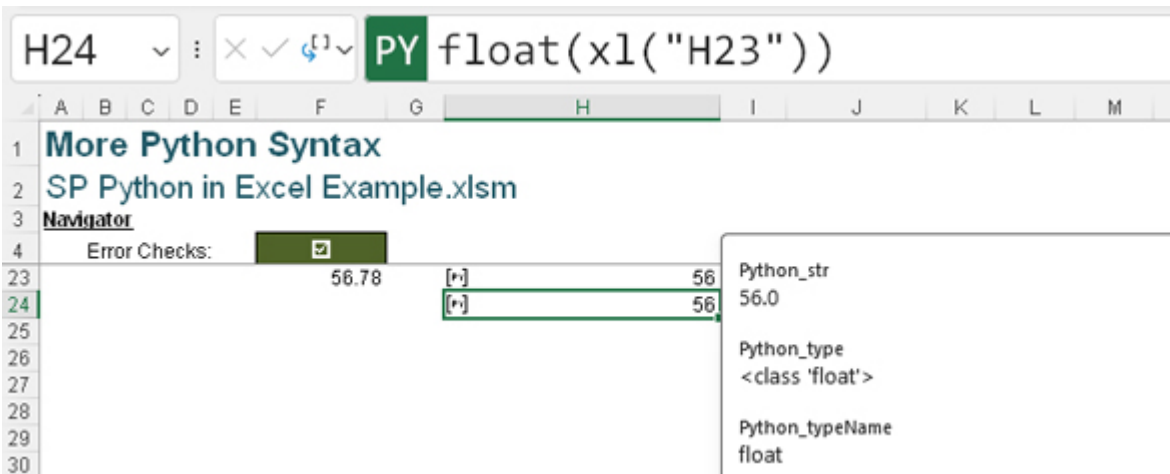 H24 PY float(xl("H23"))
A B C D E F G H I J K L M
1 More Python Syntax
2 SP Python in Excel Example.xlsm
3 Navigator
4 Error Checks:
23 56.78 56
24 56
25
26
27
28
29
30
Python_str
56.0
Python_type
<class 'float'>
Python_typeName
float